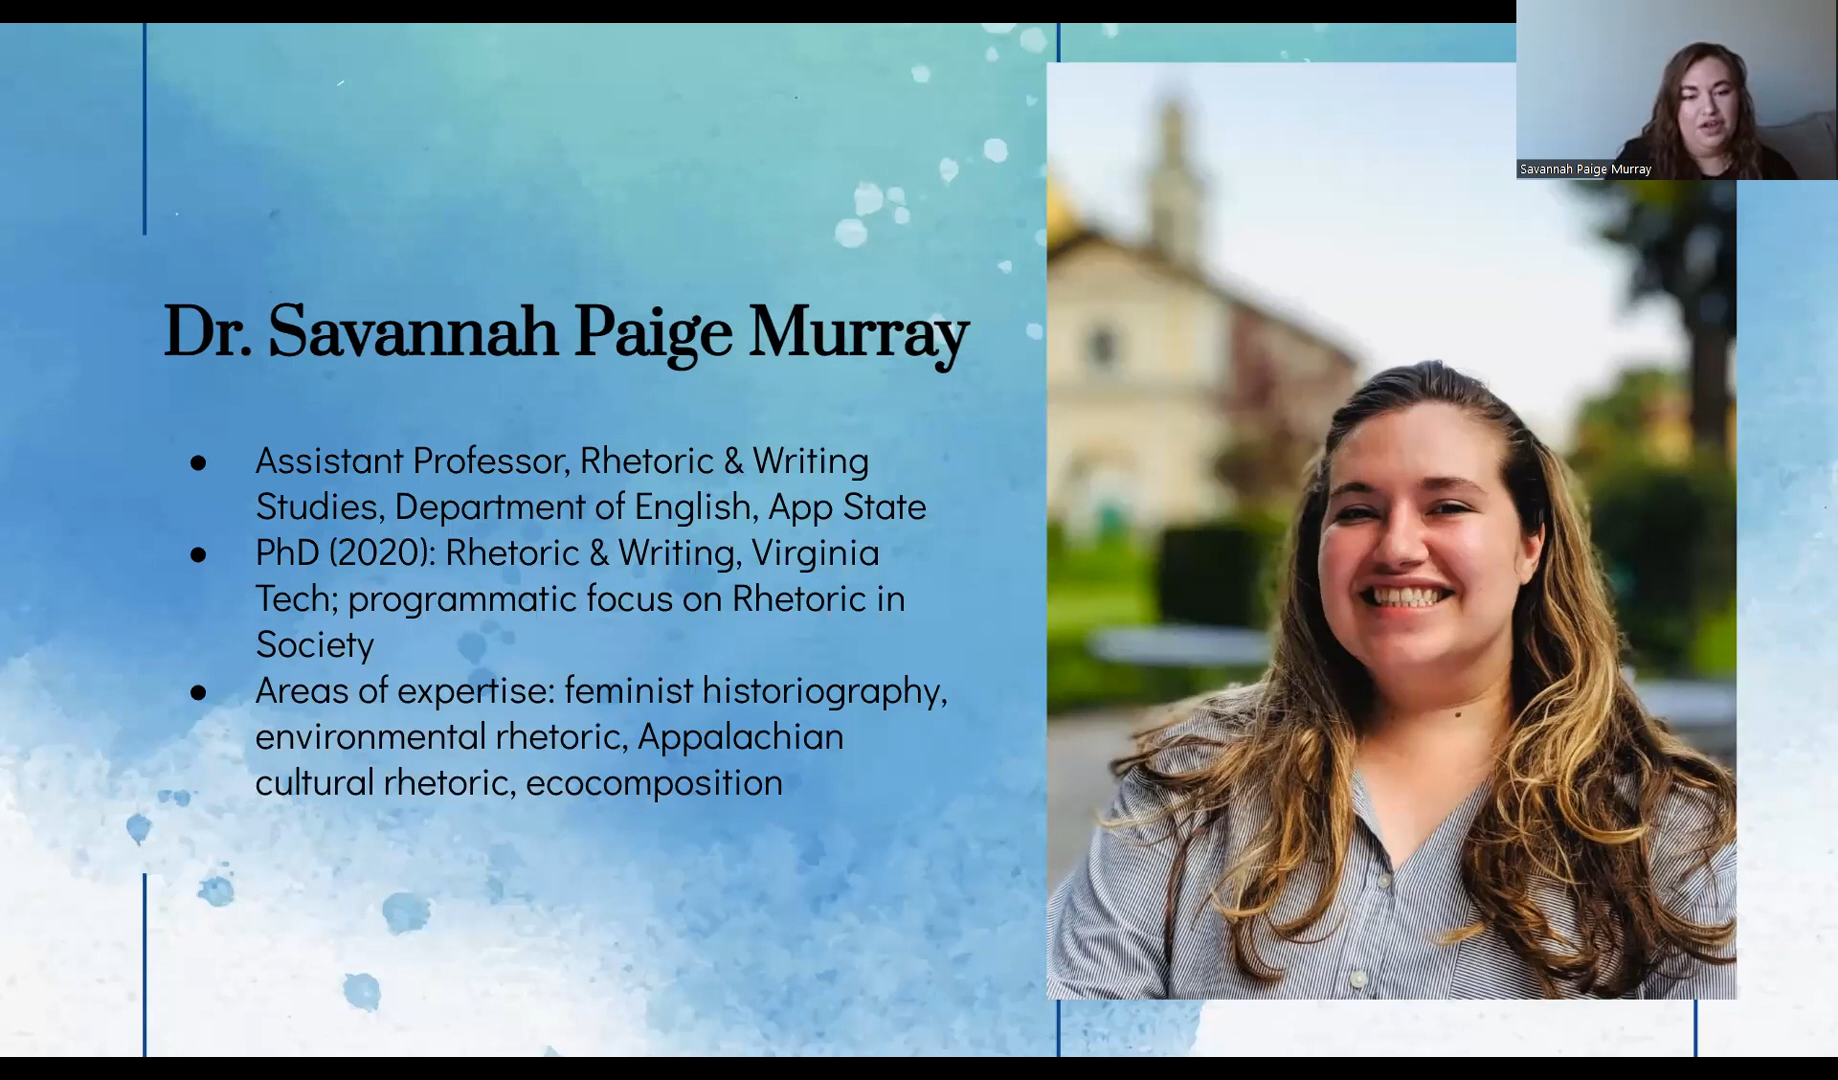 Dr. Savannah Paige Murray
● Assistant Professor, Rhetoric & Writing
Studies, Department of English, App State
● PhD (2020): Rhetoric & Writing, Virginia
Tech; programmatic focus on Rhetoric in
Society
● Areas of expertise: feminist historiography,
environmental rhetoric, Appalachian
cultural rhetoric, ecocomposition
Savannah Paige Murray